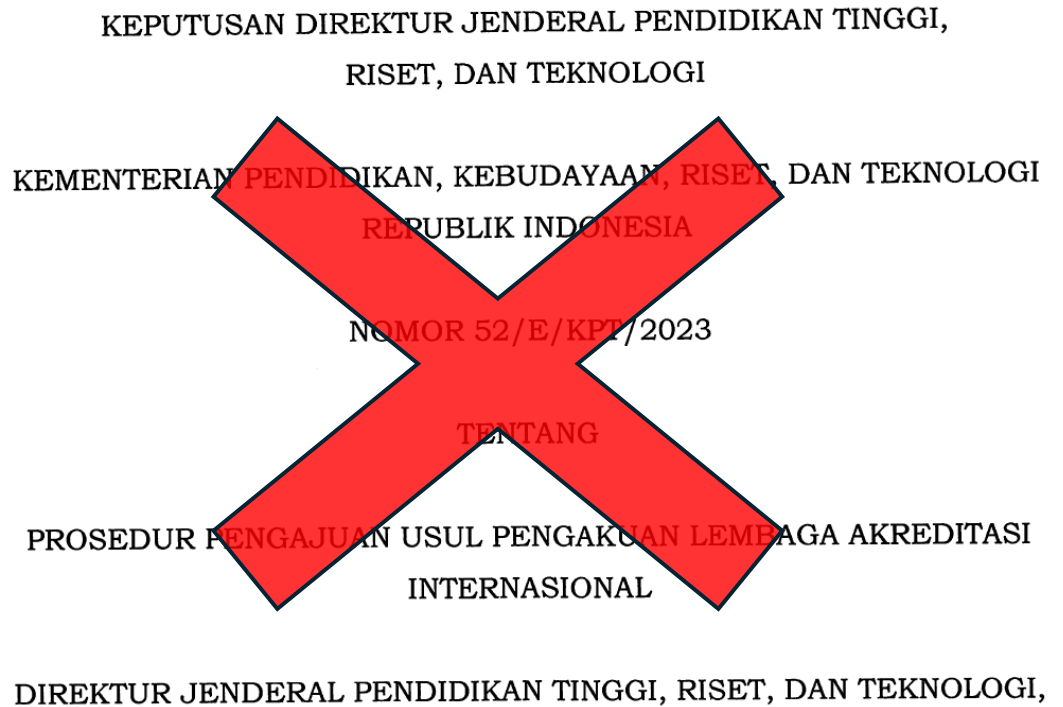 KEPUTUSAN DIREKTUR JENDERAL PENDIDIKAN TINGGI,
RISET, DAN TEKNOLOGI
KEMENTERIAN PENDIDIKAN, KEBUDAYAAN, RISET, DAN TEKNOLOGI
REPUBLIK INDONESIA
NOMOR 52/E/KPT/2023
TENTANG
PROSEDUR PENGAJUAN USUL PENGAKUAN LEMBAGA AKREDITASI
INTERNASIONAL
DIREKTUR JENDERAL PENDIDIKAN TINGGI, RISET, DAN TEKNOLOGI,